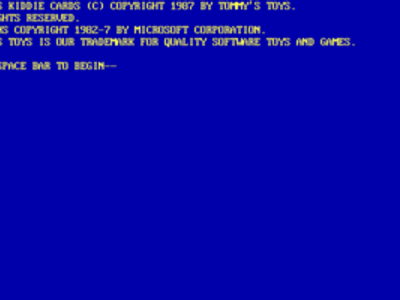 S KIDDIE CARDS (C) COPYRIGHT 1987 BY TOMMY'S TOYS.
GHTS RESERVED.
NS COPYRIGHT 1982-7 BY MICROSOFT CORPORATION.
S TOYS IS OUR TRADEMARK FOR QUALITY SOFTWARE TOYS AND GAMES.
SPACE BAR TO BEGIN--